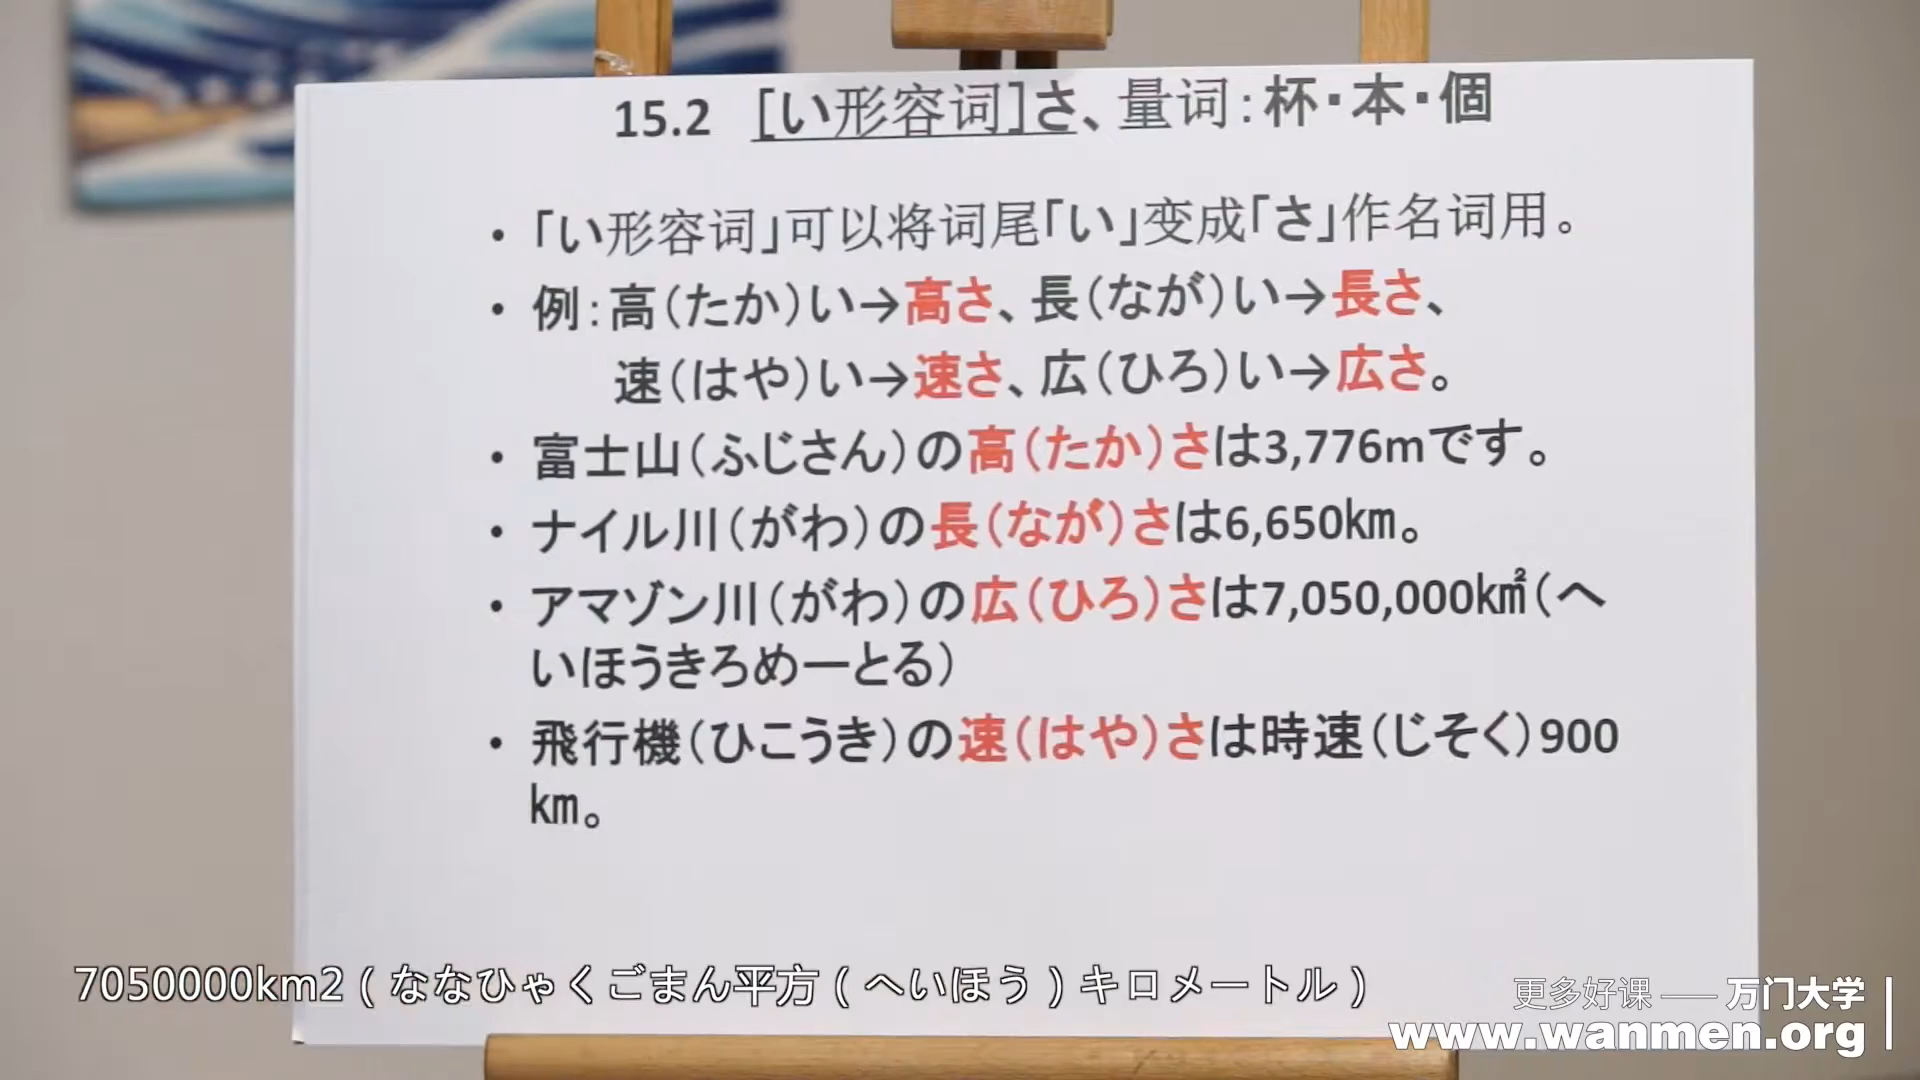 15.2 [い形容词]さ、量词:杯・本・個
• 「い形容词」可以将词尾「い」变成「さ」作名词用。
• 例:高(たか)い→高さ、長(なが)い→長さ、
速(はや)い→速さ、広(ひろ)い→広さ。
• 富士山(ふじさん)の高(たか)さは3,776mです。
• ナイル川(がわ)の長(なが)さは6,650㎞。
• アマゾン川(がわ)の広(ひろ)さは7,050,000㎢(へ
いほうきろめーとる)
• 飛行機(ひこうき)の速(はや)さは時速(じそく)900
㎞。
7050000km2(ななひゃくごまん平方(へいほう)キロメートル)
更多好课 —— 万门大学
www.wanmen.org